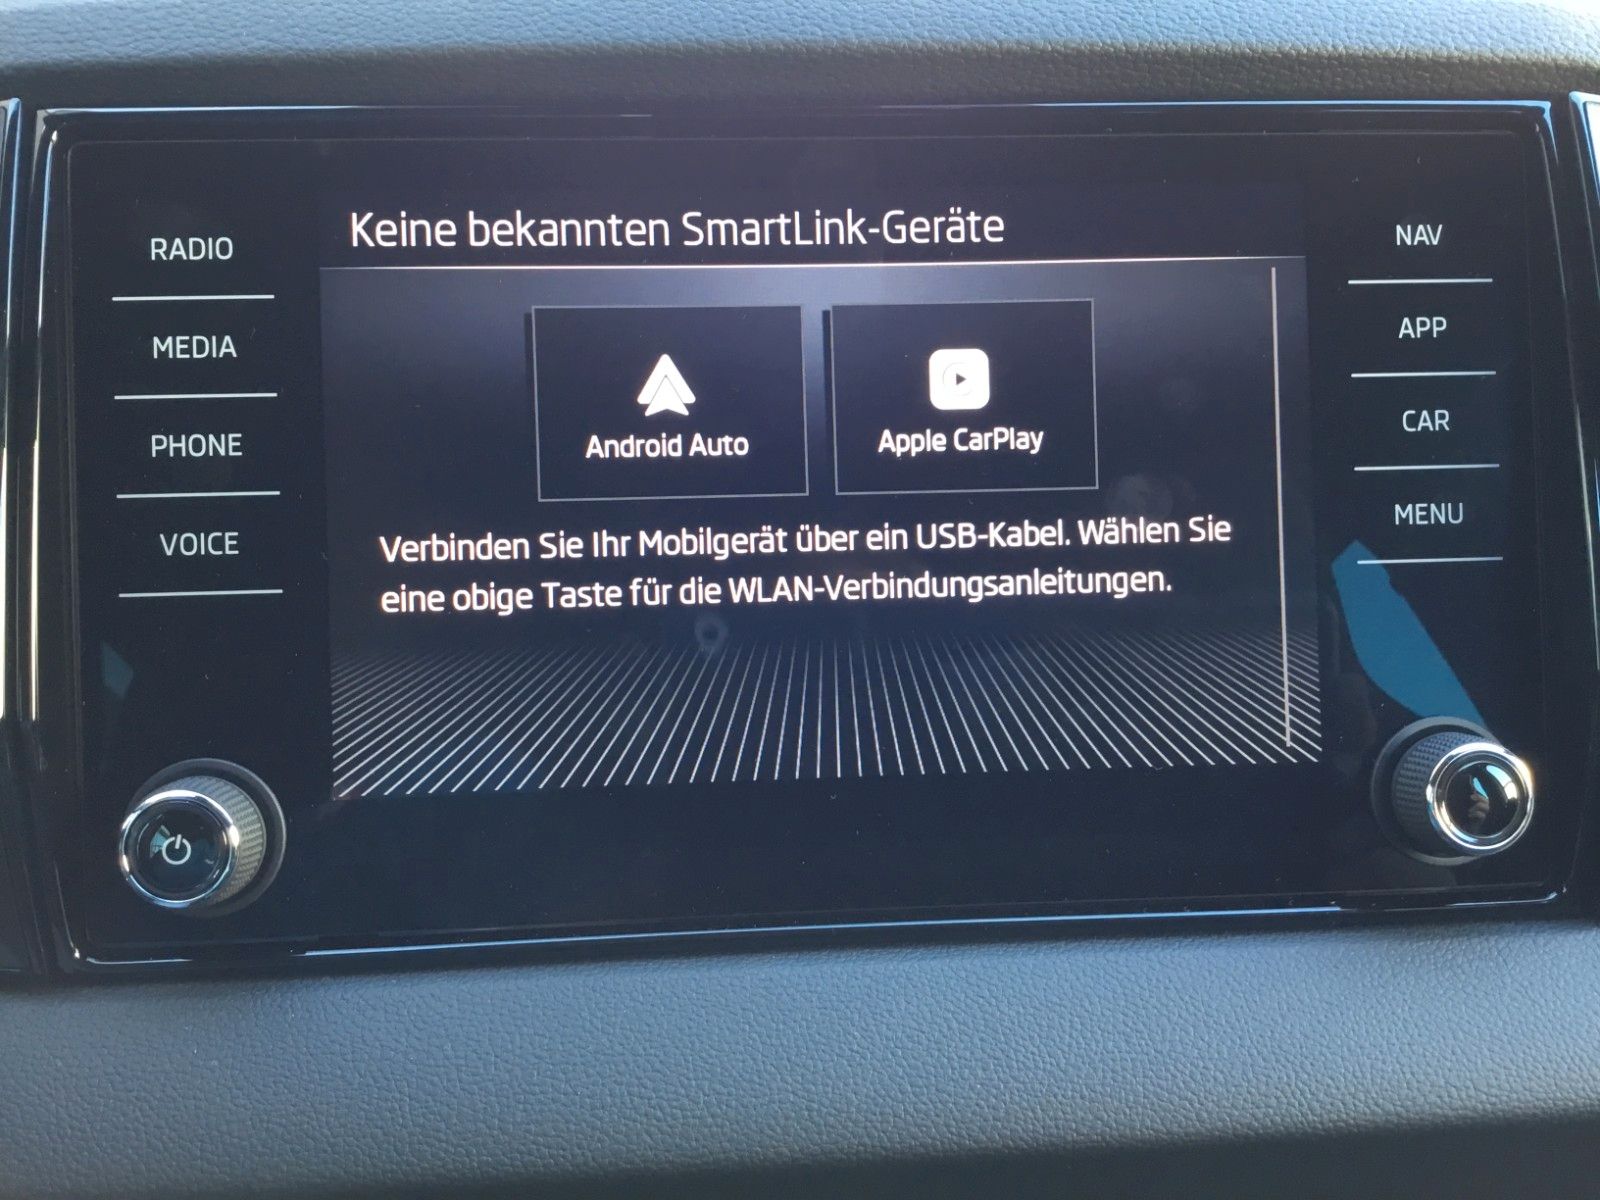 Keine bekannten SmartLink-Geräte
RADIO
MEDIA
PHONE
VOICE
Android Auto
Apple CarPlay
Verbinden Sie Ihr Mobilgerät über ein USB-Kabel. Wählen Sie
eine obige Taste für die WLAN-Verbindungsanleitungen.
NAV
APP
CAR
MENU